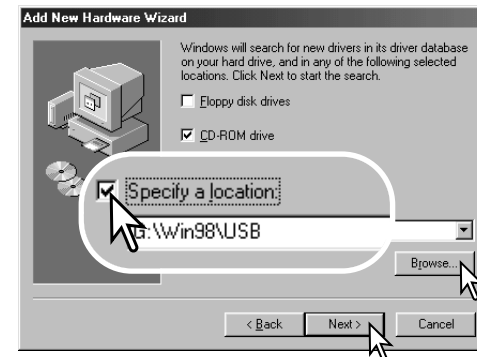 Add New Hardware Wizard
Windows will search for new drivers in its driver database
on your hard drive, and in any of the following selected
locations. Click Next to start the search.
Floppy disk drives
CD-ROM drive
Specify a location:
G:\Win98\USB
Browse...
< Back
Next >
Cancel